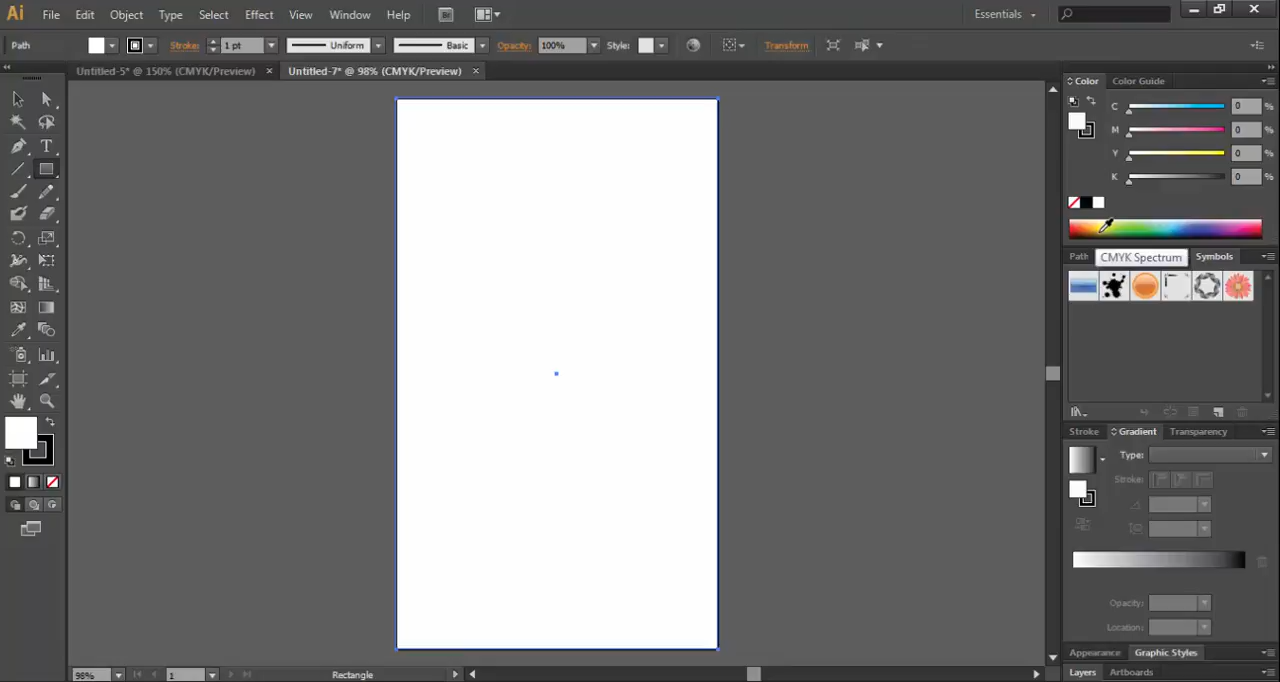 Ai File Edit Object Type Select Effect View Window Help Essentials
Path Stroke: 1 pt Uniform Basic Opacity: 100% Style: Transform
Untitled-5* @ 150% (CMYK/Preview) × Untitled-7* @ 98% (CMYK/Preview) ×
Color Color Guide
C 0 %
M 0 %
Y 0 %
K 0 %
CMYK Spectrum
Path Symbols
Stroke Gradient Transparency
Type:
Stroke:
Opacity:
Location:
Appearance Graphic Styles
Layers Artboards
98% 1 Rectangle